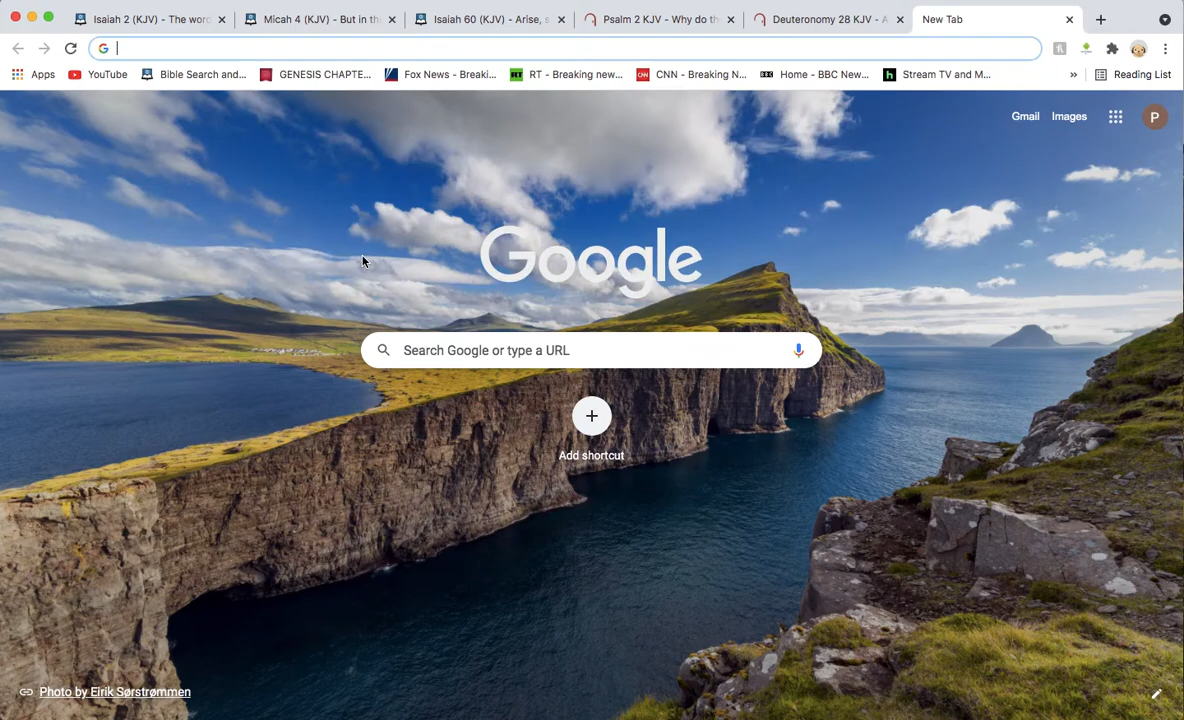 Isaiah 2 (KJV) - The word
Micah 4 (KJV) - But in th
Isaiah 60 (KJV) - Arise, s
Psalm 2 KJV - Why do th
Deuteronomy 28 KJV - A
New Tab
Apps
YouTube
Bible Search and...
GENESIS CHAPTE...
Fox News - Breaki...
RT - Breaking new...
CNN - Breaking N...
Home - BBC New...
Stream TV and M...
»
Reading List
Gmail
Images
P
Google
Search Google or type a URL
Add shortcut
Photo by Eirik Sørstrømmen